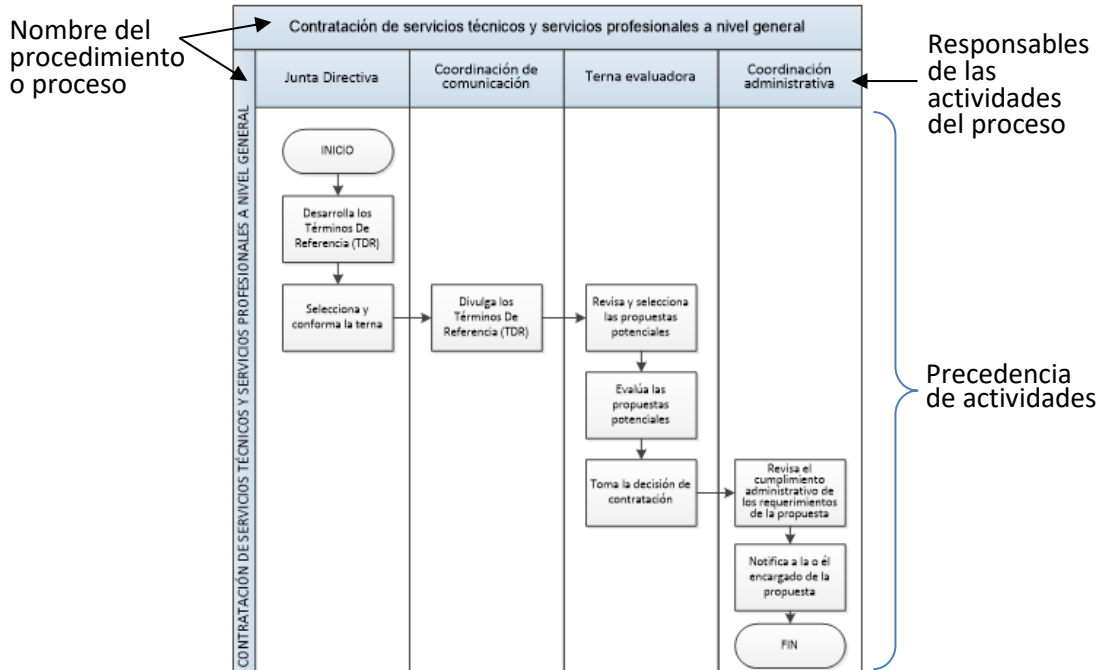 Nombre del
procedimiento
o proceso
Contratación de servicios técnicos y servicios profesionales a nivel general
Responsables
de las
actividades
del proceso
CONTRATACIÓN DE SERVICIOS TÉCNICOS Y SERVICIOS PROFESIONALES A NIVEL GENERAL
Junta Directiva
Coordinación de
comunicación
Terna evaluadora
Coordinación
administrativa
INICIO
Desarrolla los
Términos De
Referencia (TDR)
Selecciona y
conforma la terna
Divulga los
Términos De
Referencia (TDR)
Revisa y selecciona
las propuestas
potenciales
Evalúa las
propuestas
potenciales
Toma la decisión de
contratación
Revisa el
cumplimiento
administrativo de
los requerimientos
de la propuesta
Notifica a la o él
encargado de la
propuesta
FIN
Precedencia
de actividades